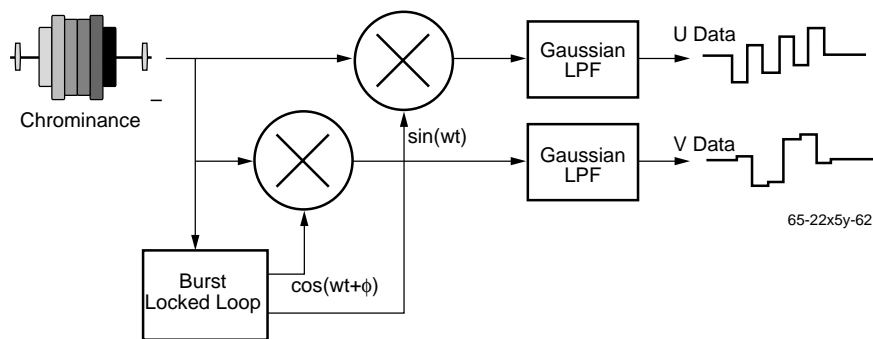 U Data
Gaussian
LPF
Chrominance
sin(wt)
V Data
Gaussian
LPF
65-22x5y-62
Burst
Locked Loop
cos(wt+ϕ)